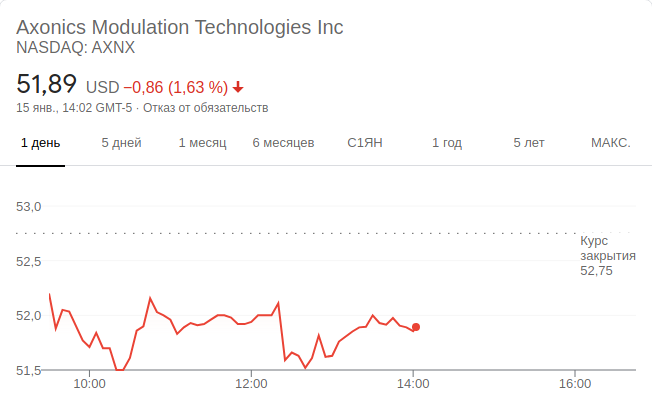 Axonics Modulation Technologies Inc
NASDAQ: AXNX
51,89 USD −0,86 (1,63 %)
15 янв., 14:02 GMT-5 · Отказ от обязательств
1 день 5 дней 1 месяц 6 месяцев С1ЯН 1 год 5 лет МАКС.
53,0
Курс
закрытия
52,75
52,5
52,0
51,5
10:00 12:00 14:00 16:00